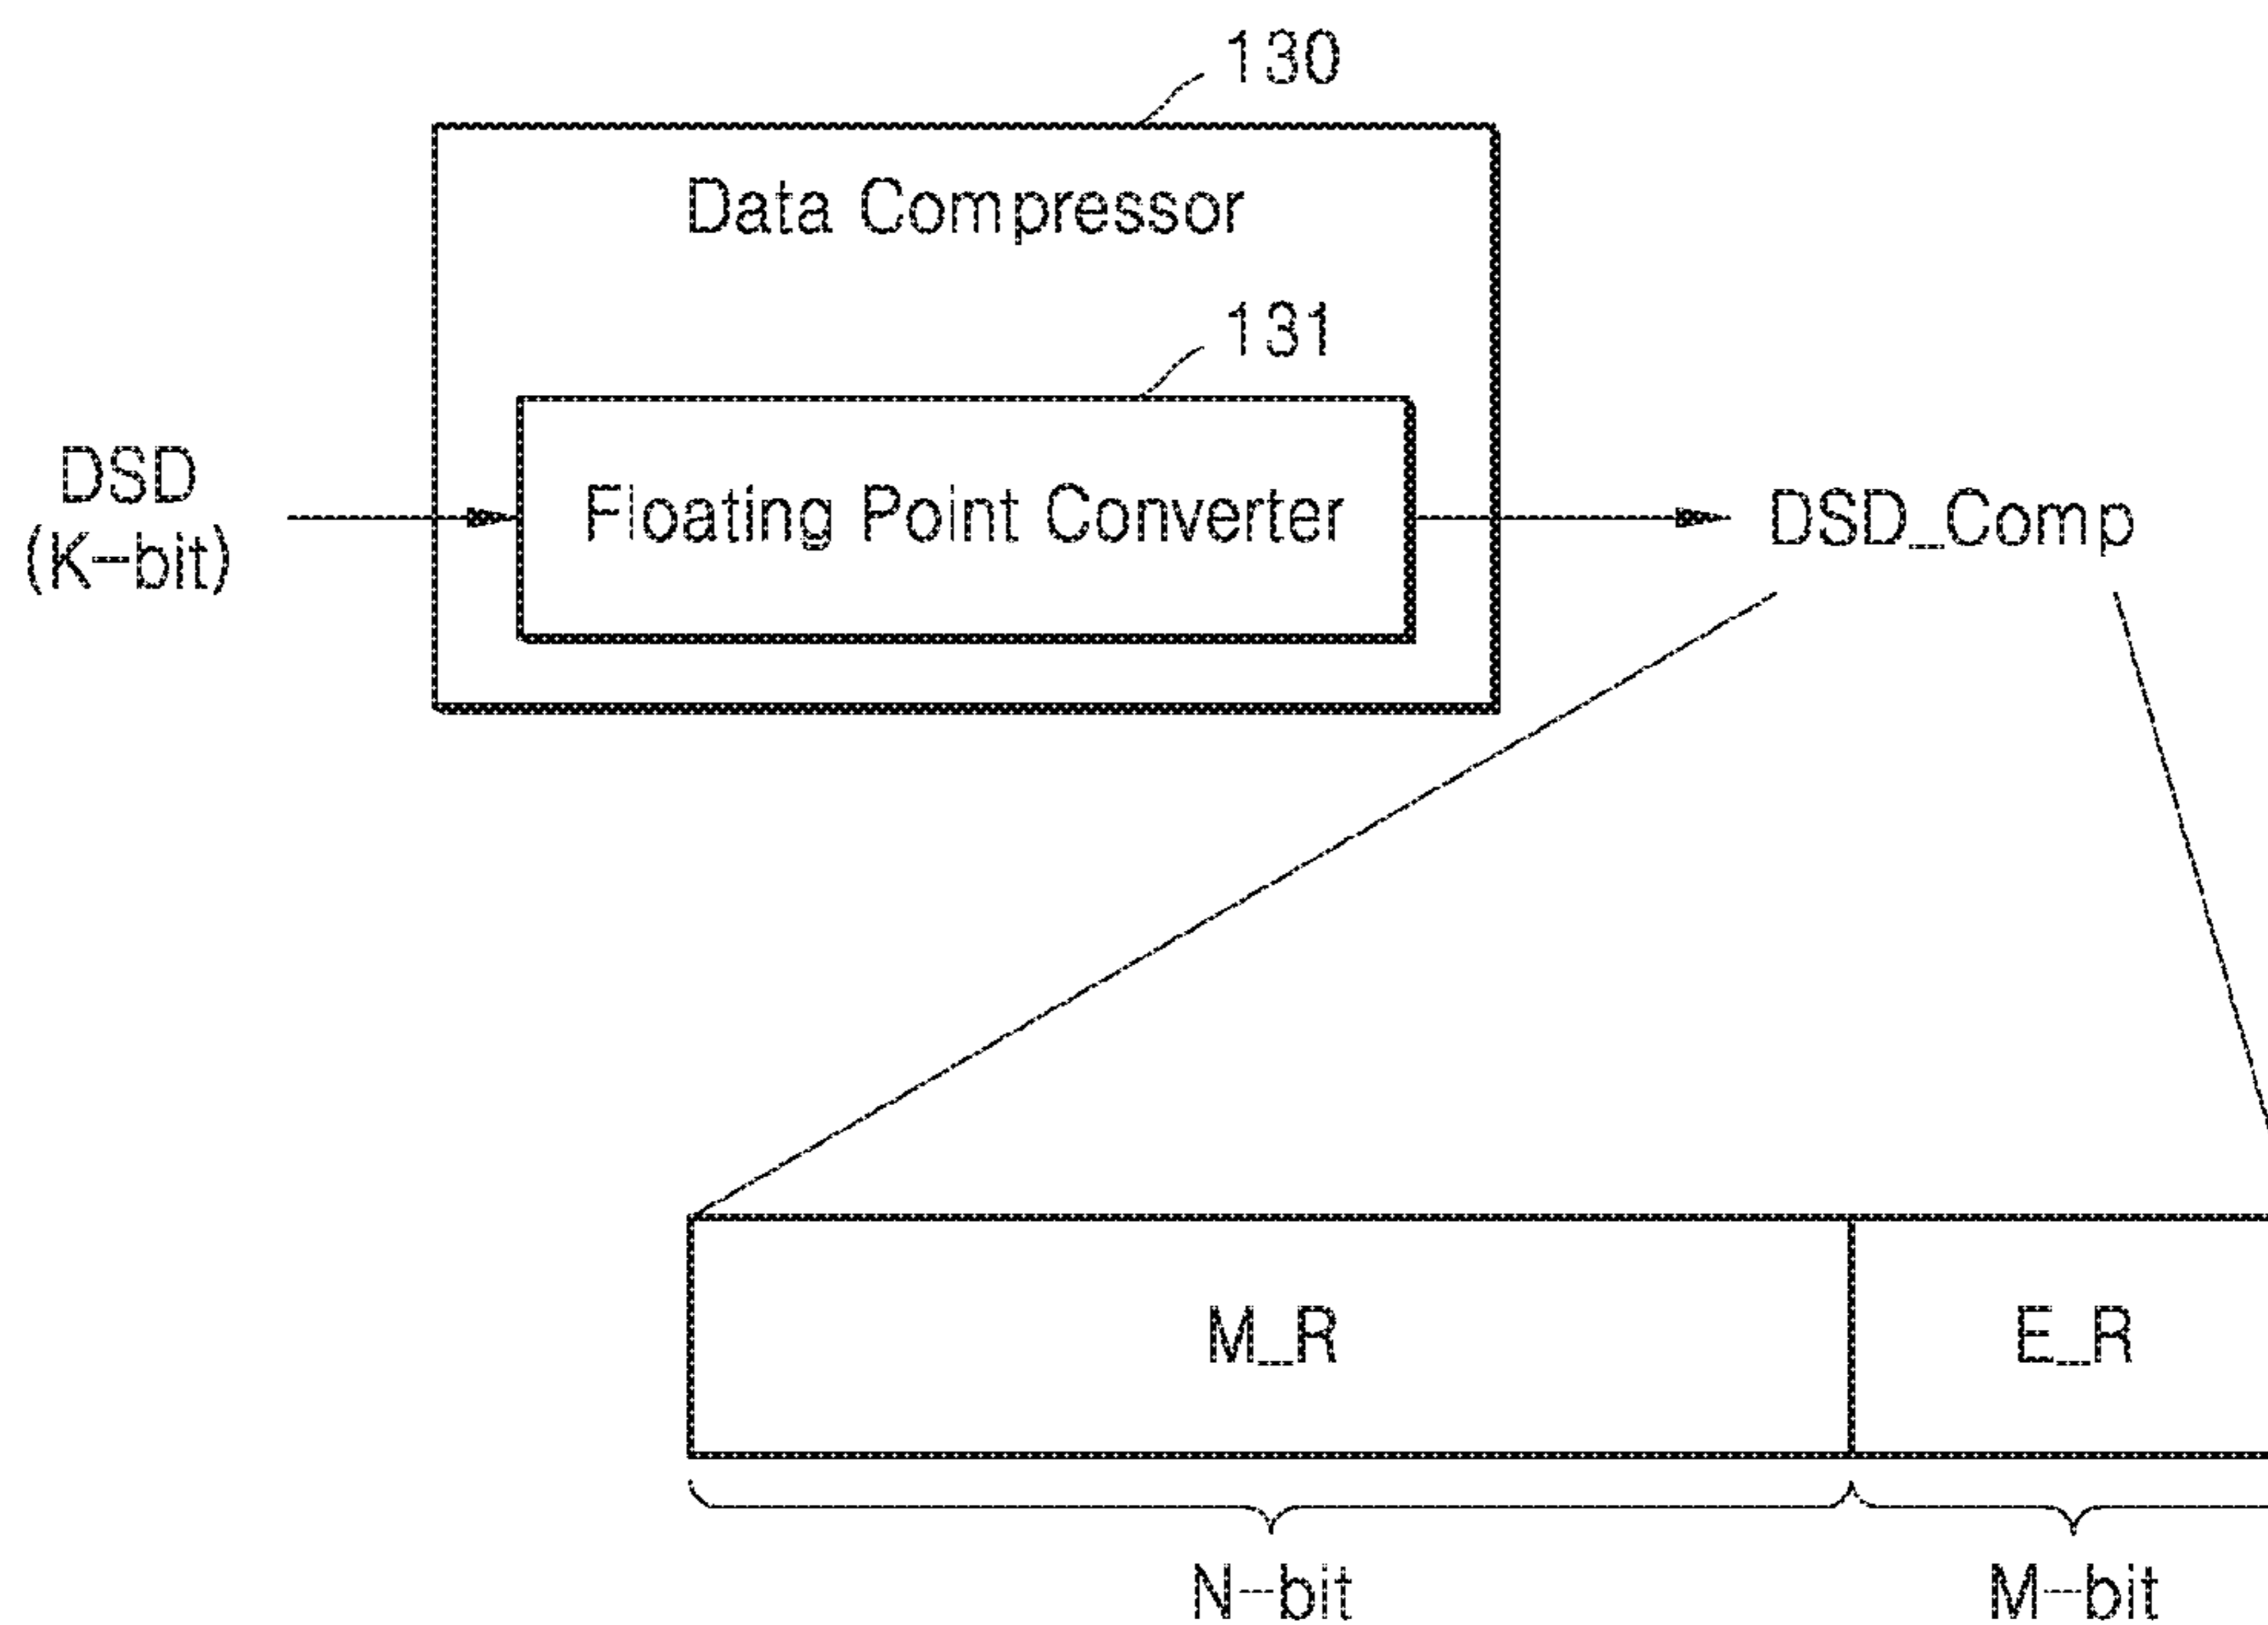 130
Data Compressor
131
DSD
(K-bit)
Floating Point Converter
DSD_Comp
M_R
E_R
N-bit
M-bit